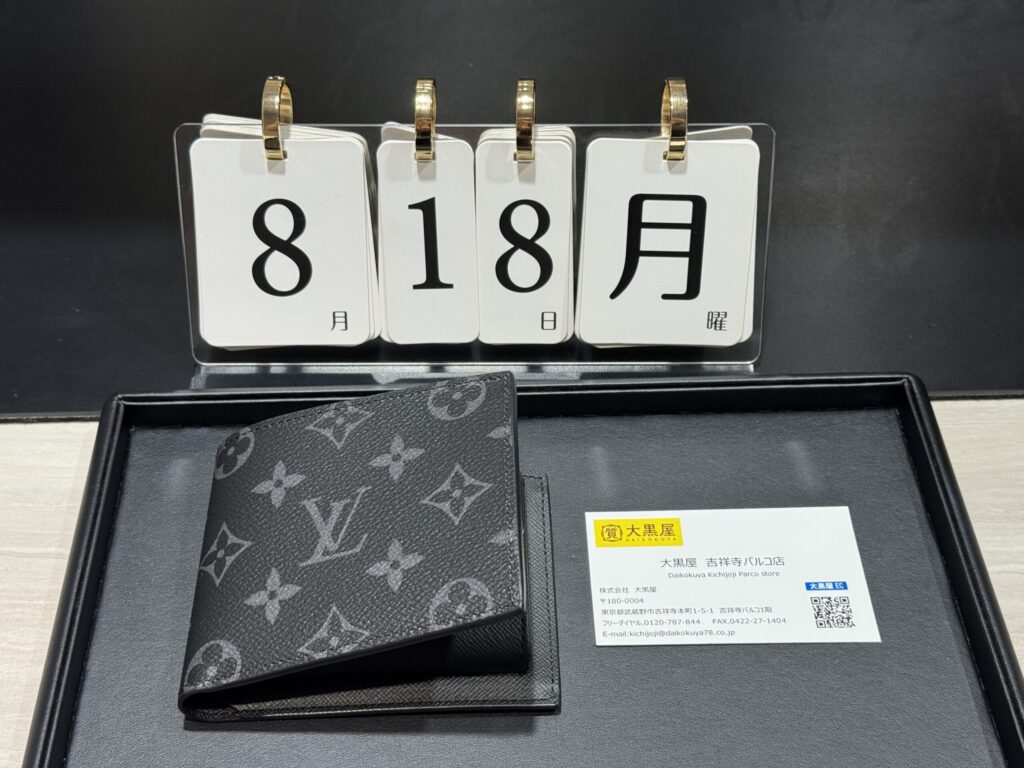 8 月
1 8 日
月 曜
LV
質 大黒屋
DAIKOKUYA
大黒屋 吉祥寺パルコ店
Daikokuya Kichijoji Parco store
株式会社 大黒屋
〒180-0004
東京都武蔵野市吉祥寺本町1-5-1 吉祥寺パルコ1階
フリーダイヤル.0120-787-844 FAX.0422-27-1404
E-mail:kichijoji@daikokuya78.co.jp
大黒屋 EC